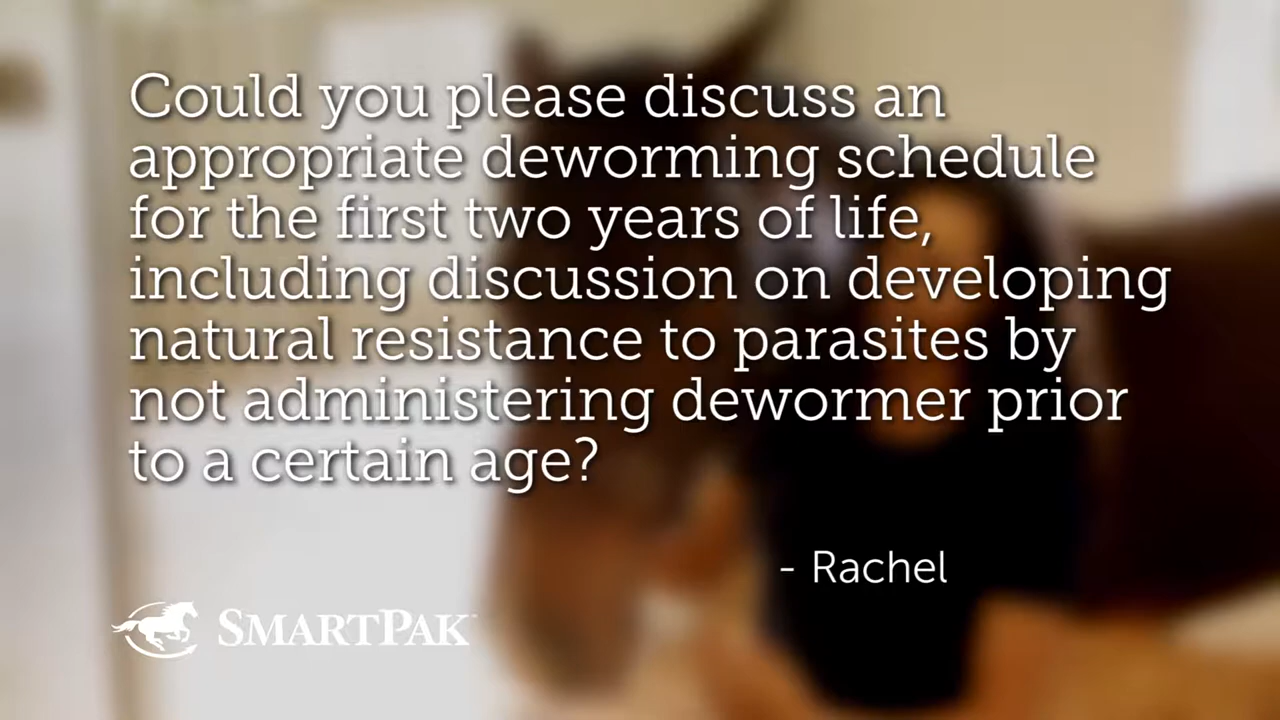 Could you please discuss an
appropriate deworming schedule
for the first two years of life,
including discussion on developing
natural resistance to parasites by
not administering dewormer prior
to a certain age?
- Rachel
SMARTPAK